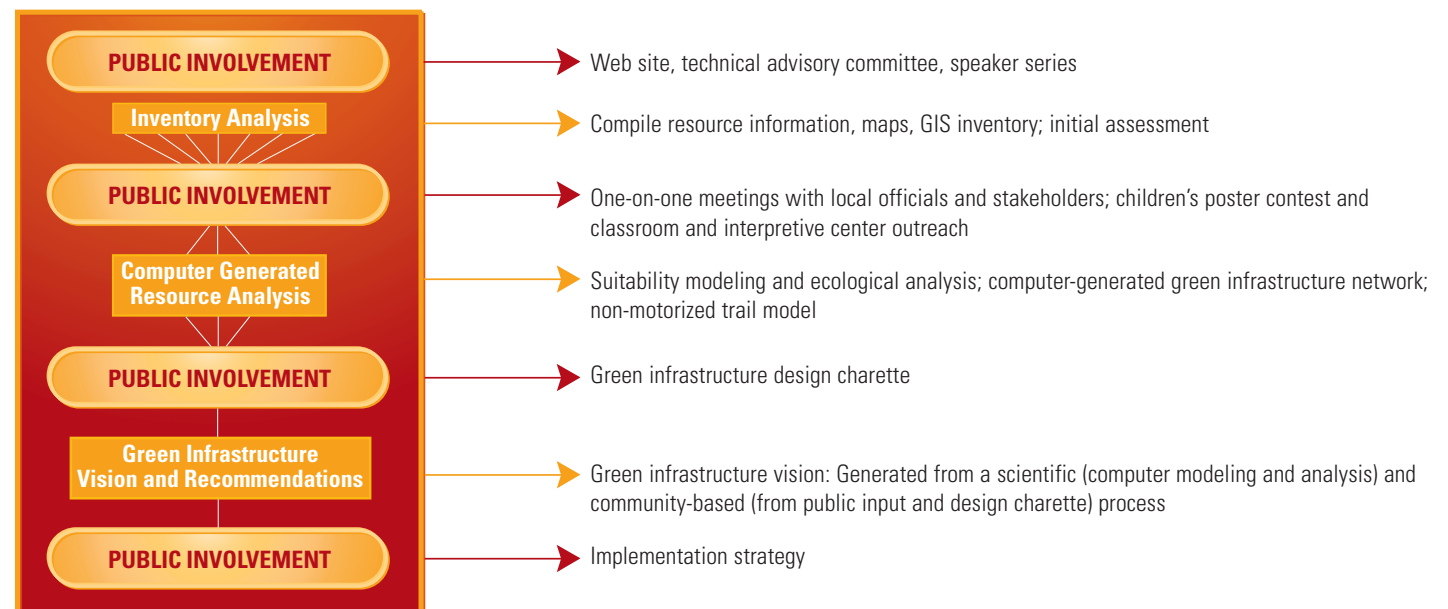 PUBLIC INVOLVEMENT
Web site, technical advisory committee, speaker series
Inventory Analysis
Compile resource information, maps, GIS inventory; initial assessment
PUBLIC INVOLVEMENT
One-on-one meetings with local officials and stakeholders; children’s poster contest and
classroom and interpretive center outreach
Computer Generated
Resource Analysis
Suitability modeling and ecological analysis; computer-generated green infrastructure network;
non-motorized trail model
PUBLIC INVOLVEMENT
Green infrastructure design charette
Green Infrastructure
Vision and Recommendations
Green infrastructure vision: Generated from a scientific (computer modeling and analysis) and
community-based (from public input and design charette) process
PUBLIC INVOLVEMENT
Implementation strategy